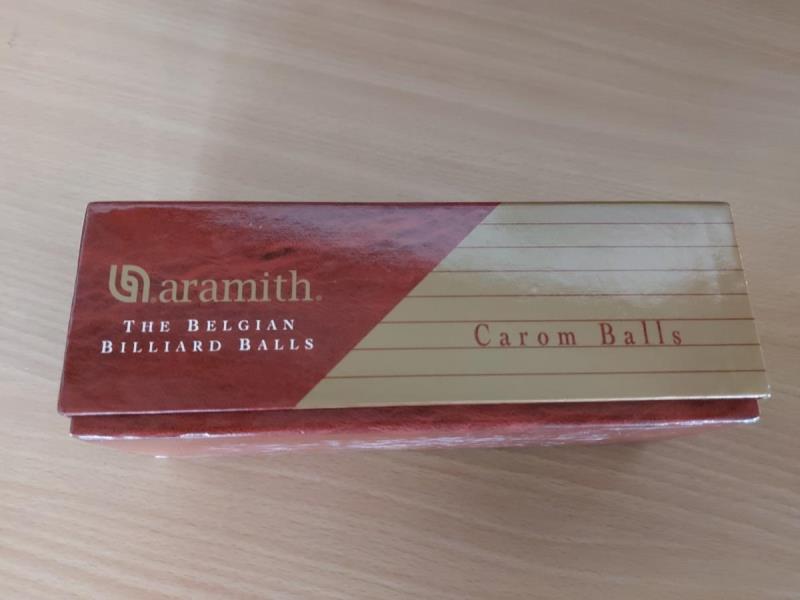 aramith
THE BELGIAN
BILLIARD BALLS
Carom Balls